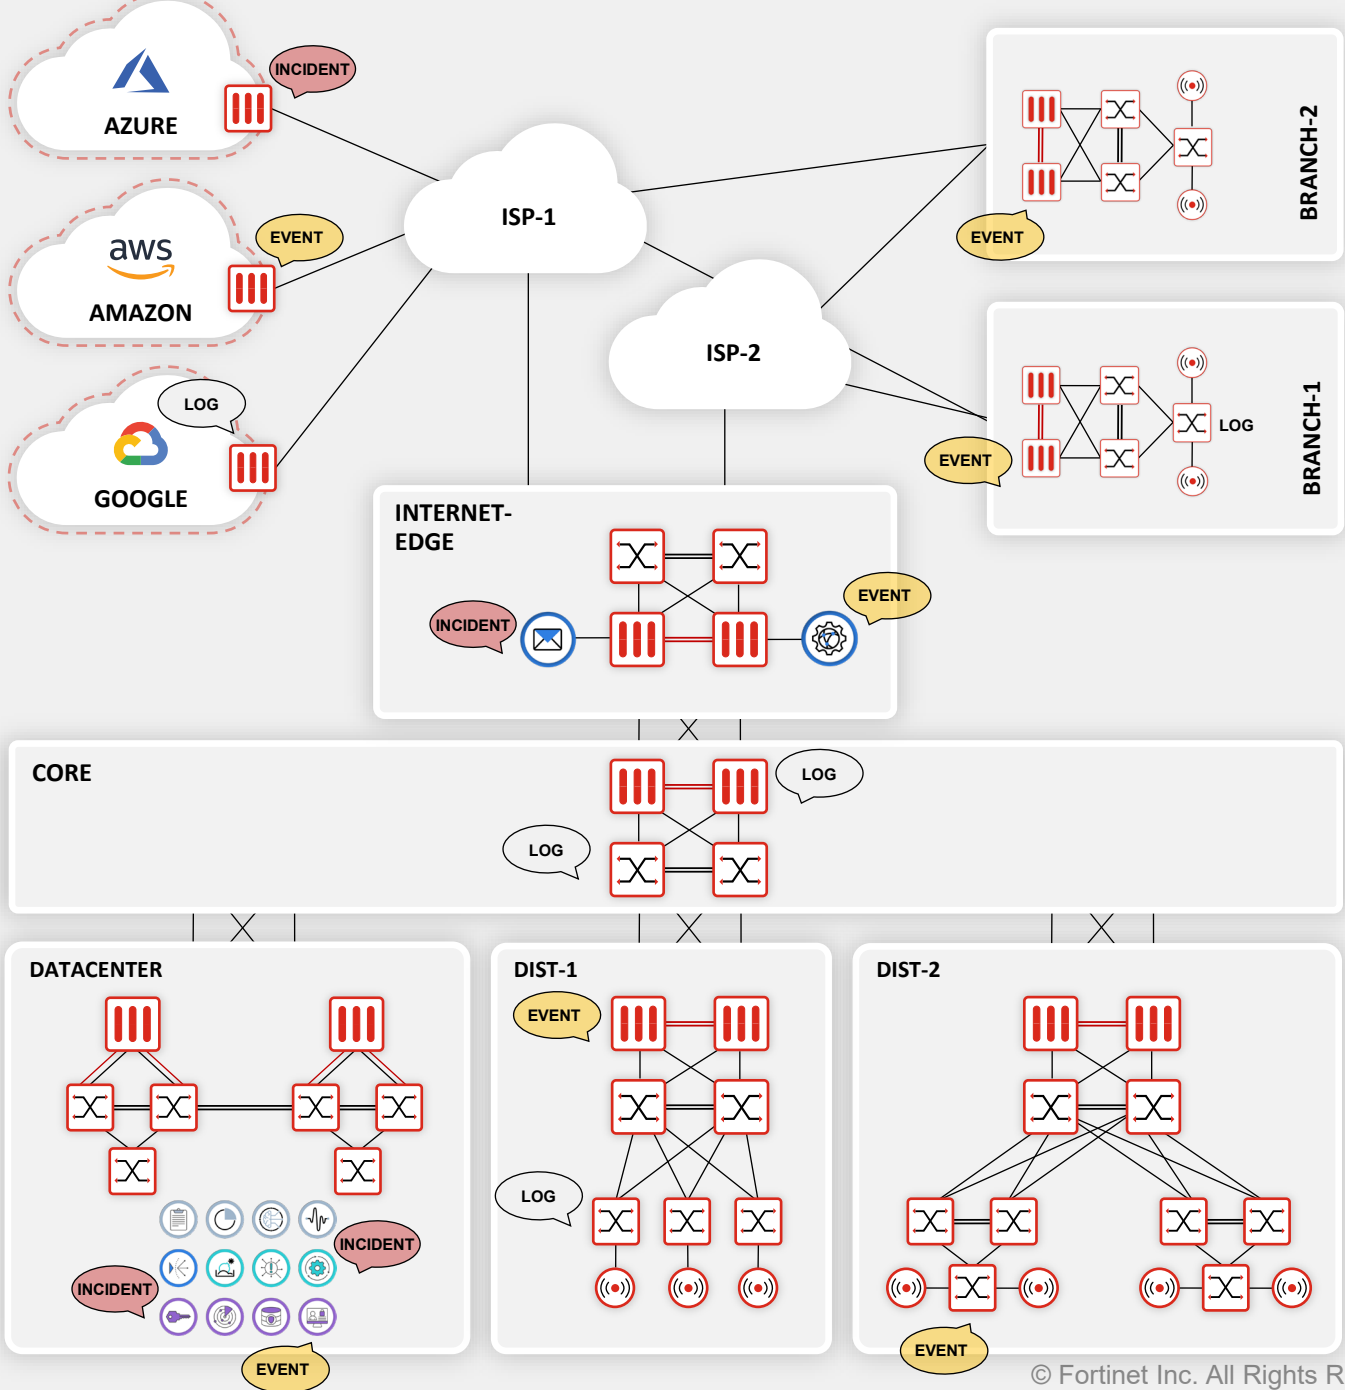 INCIDENT
AZURE
aws
EVENT
AMAZON
LOG
GOOGLE
ISP-1
ISP-2
BRANCH-2
EVENT
BRANCH-1
LOG
EVENT
INTERNET-
EDGE
EVENT
INCIDENT
CORE
LOG
LOG
DATACENTER
INCIDENT
INCIDENT
EVENT
DIST-1
EVENT
LOG
DIST-2
EVENT
© Fortinet Inc. All Rights R